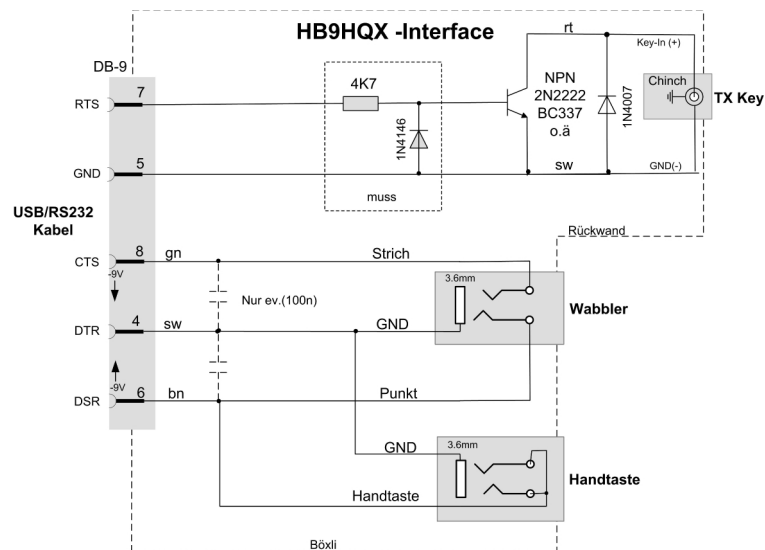 HB9HQX -Interface
rt
Key-In (+)
DB-9
4K7
NPN
2N2222
BC337
o.ä
1N4007
Chinch
TX Key
RTS
7
1N4146
GND
5
sw
GND(-)
muss
USB/RS232
Kabel
Rückwand
CTS
8
gn
Strich
-9V
3.6mm
Nur ev.(100n)
Wabbler
DTR
4
sw
GND
-9V
DSR
6
bn
Punkt
GND
3.6mm
Handtaste
Handtaste
Böxli